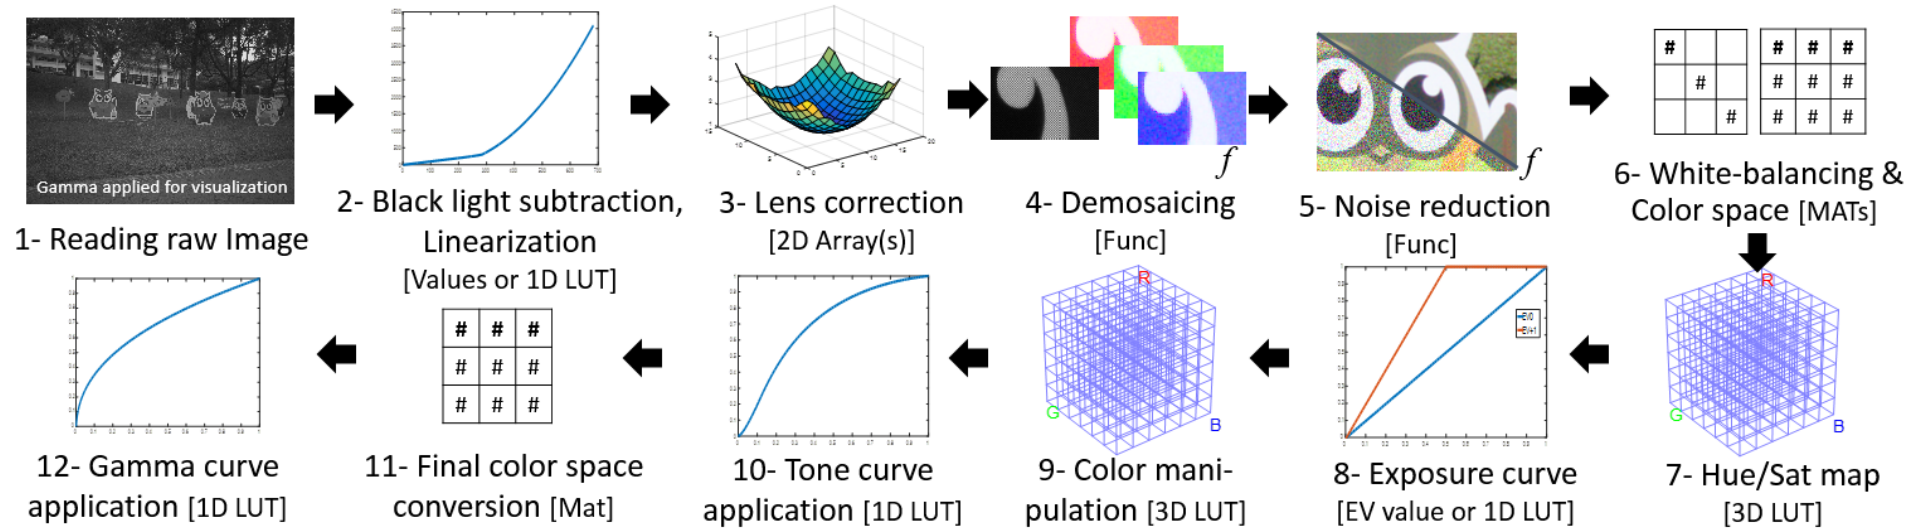 Gamma applied for visualization
1- Reading raw Image
2- Black light subtraction,
Linearization
[Values or 1D LUT]
3- Lens correction
[2D Array(s)]
f
4- Demosaicing
[Func]
f
5- Noise reduction
[Func]
# # # #
# # # #
# # # #
6- White-balancing &
Color space [MATs]
R
G
B
7- Hue/Sat map
[3D LUT]
EV0
EV+1
8- Exposure curve
[EV value or 1D LUT]
R
G
B
9- Color mani-
pulation [3D LUT]
10- Tone curve
application [1D LUT]
# # #
# # #
# # #
11- Final color space
conversion [Mat]
12- Gamma curve
application [1D LUT]